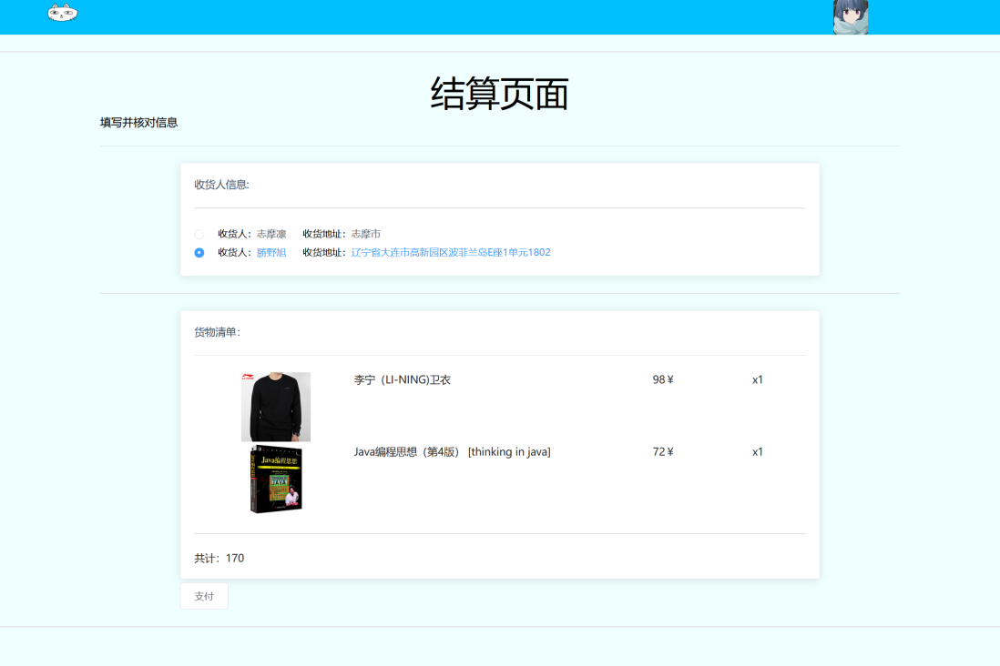 结算页面
填写并核对信息
收货人信息:
收货人：志摩凛 收货地址：志摩市
收货人：勝野旭 收货地址：辽宁省大连市高新园区波菲兰岛E座1单元1802
货物清单：
李宁（LI-NING)卫衣 98￥ x1
Java编程思想（第4版） [thinking in java] 72￥ x1
Java编程思想
共计：170
支付